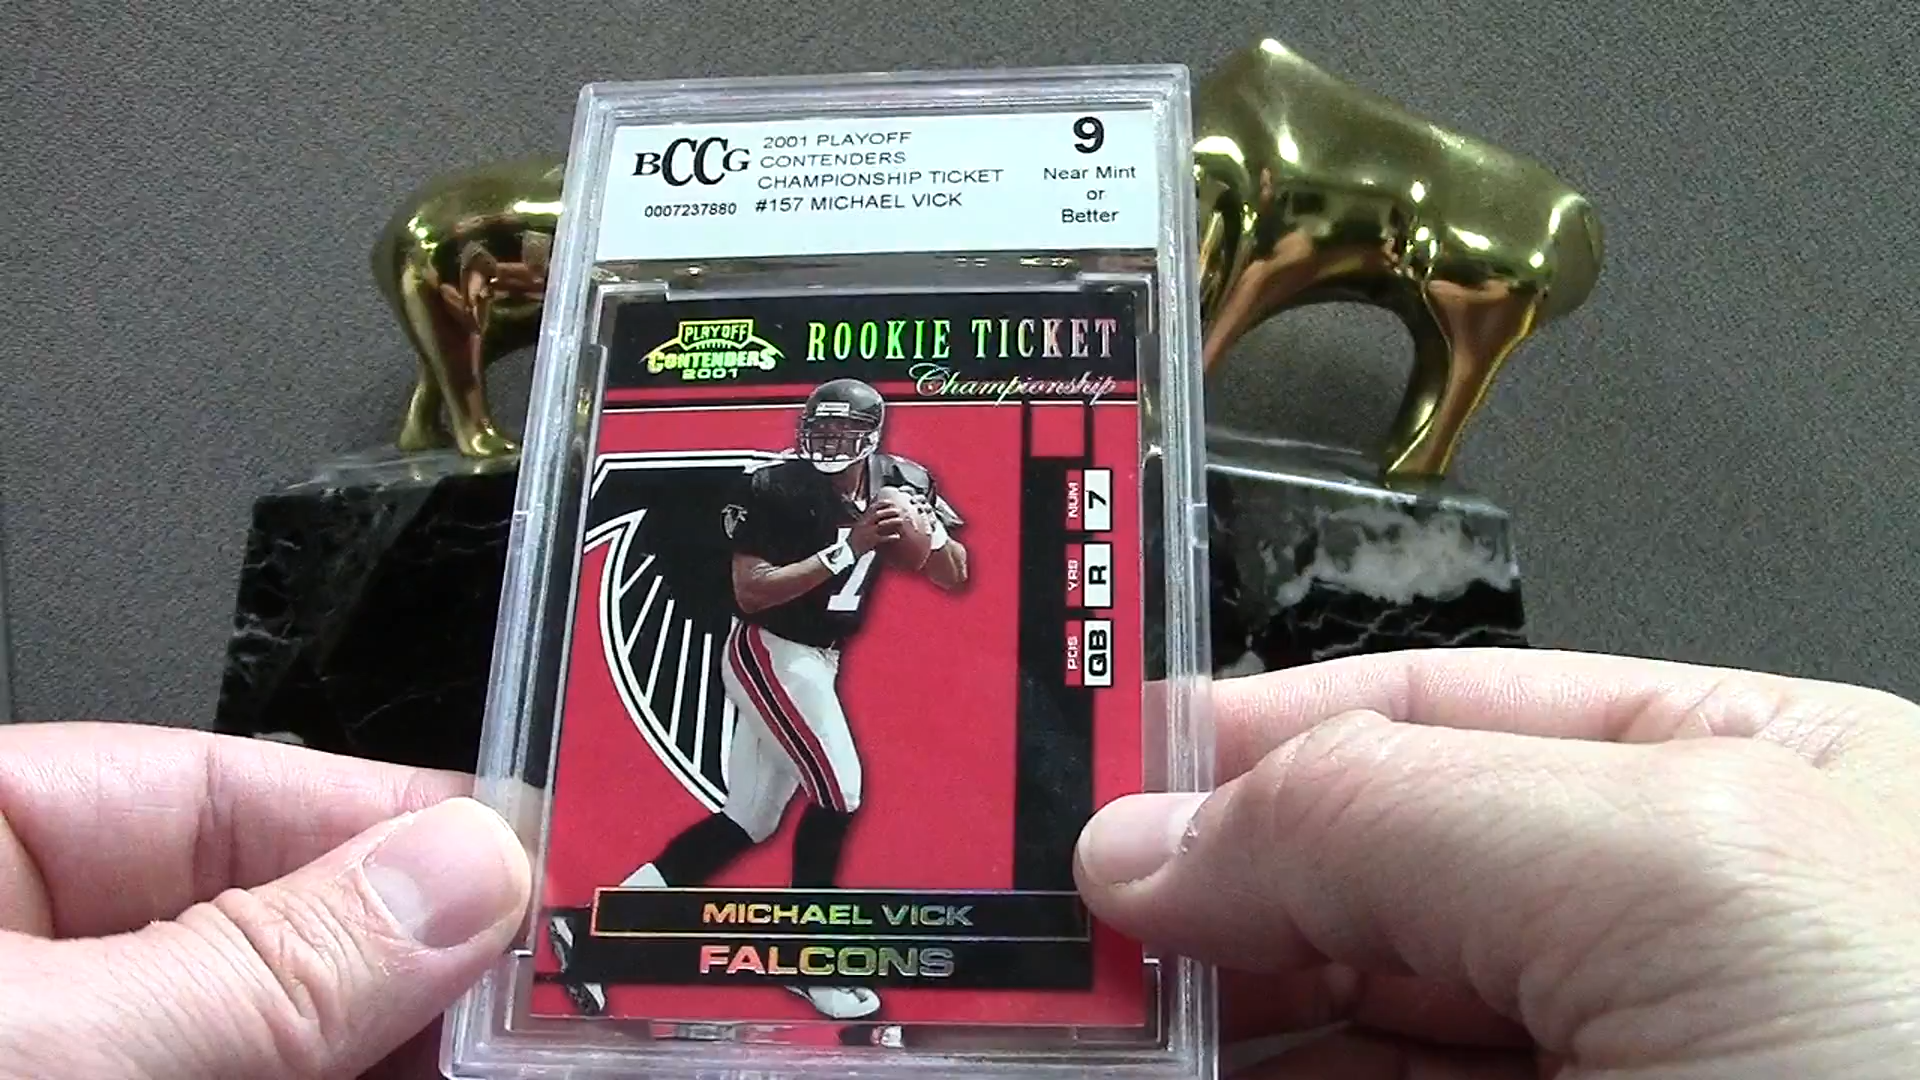 BCCG
0007237880
2001 PLAYOFF
CONTENDERS
CHAMPIONSHIP TICKET
#157 MICHAEL VICK
9
Near Mint
or
Better
PLAYOFF
CONTENDERS
2001
ROOKIE TICKET
Championship
NUM 7
YRS R
POS QB
7
MICHAEL VICK
FALCONS